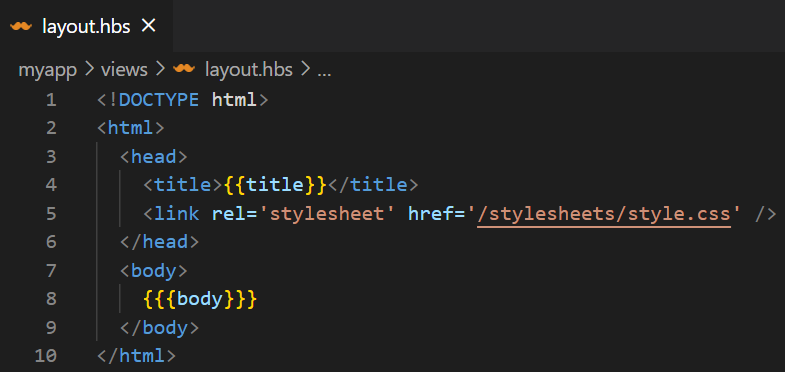 layout.hbs ×
myapp > views > layout.hbs > ...
1 <!DOCTYPE html>
2 <html>
3   <head>
4     <title>{{title}}</title>
5     <link rel='stylesheet' href='/stylesheets/style.css' />
6   </head>
7   <body>
8     {{{body}}}
9   </body>
10 </html>